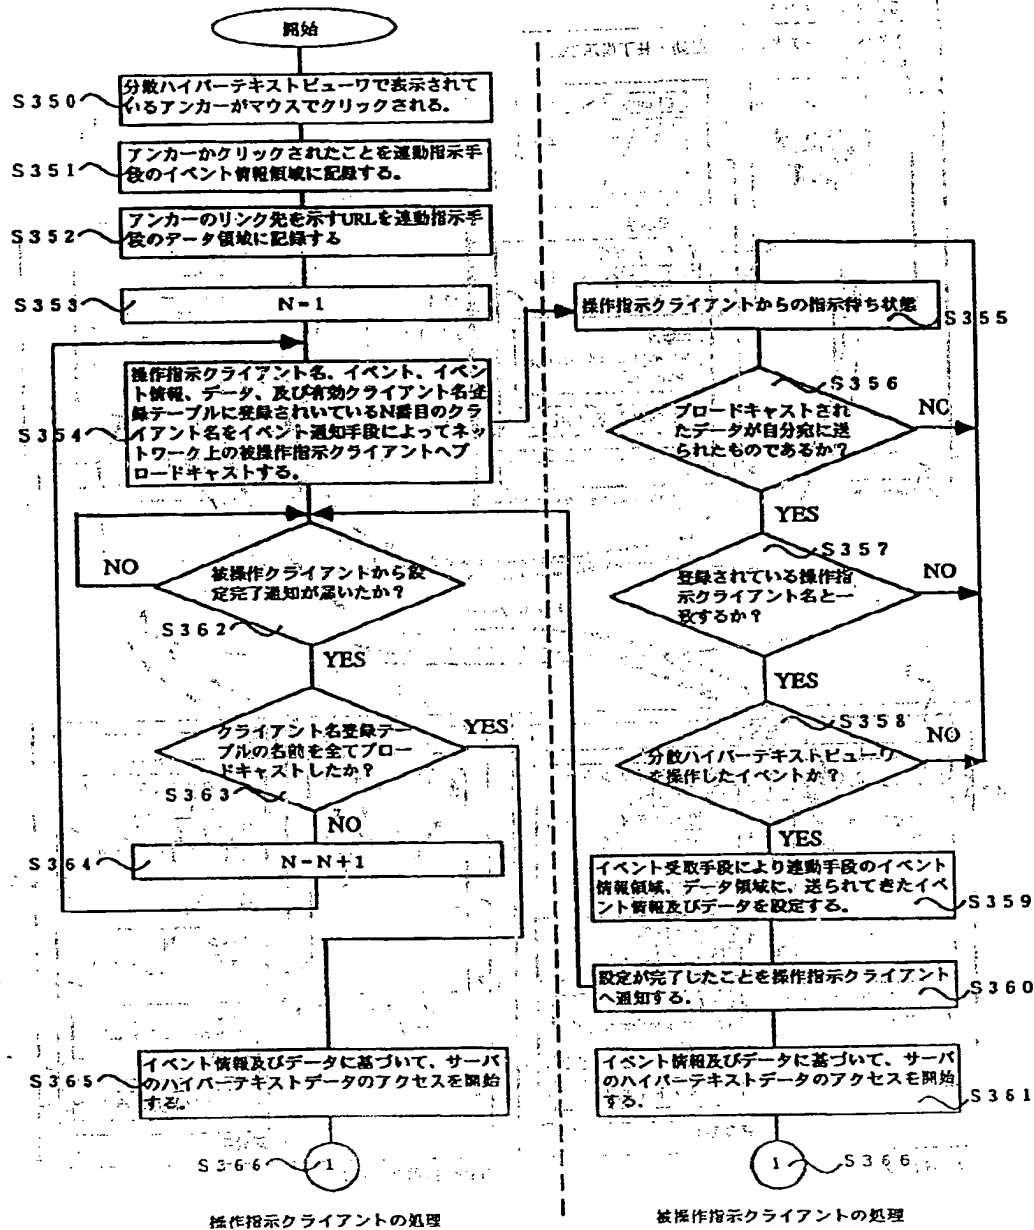 開始
S350
分散ハイパーテキストビューワで表示されて
いるアンカーがマウスでクリックされる。
S351
アンカーかクリックされたことを連動指示手
段のイベント情報領域に記録する。
S352
アンカーのリンク先を示すURLを連動指示手
段のデータ領域に記録する
S353
N=1
S354
操作指示クライアント名、イベント、イベン
ト情報、データ、及び有効クライアント名登
録テーブルに登録されいているN番目のクラ
イアント名をイベント通知手段によってネッ
トワーク上の被操作指示クライアントへブ
ロードキャストする。
NO
被操作クライアントから設
定完了通知が届いたか?
S362
YES
クライアント名登録テー
ブルの名前を全てブロー
ドキャストしたか?
S363
YES
NO
S364
N=N+1
S365
イベント情報及びデータに基づいて、サーバ
のハイパーテキストデータのアクセスを開始
する。
S366
1
操作指示クライアントの処理
操作指示クライアントからの指示待ち状態
S355
S356
ブロードキャストされ
たデータが自分宛に送
られたものであるか?
NO
YES
S357
登録されている操作指
示クライアント名と一
致するか?
NO
YES
S358
分散ハイパーテキストビューワ
を操作したイベントか?
NO
YES
イベント受取手段により連動手段のイベント
情報領域、データ領域に、送られてきたイベ
ント情報及びデータを設定する。
S359
設定が完了したことを操作指示クライアント
へ通知する。
S360
イベント情報及びデータに基づいて、サーバ
のハイパーテキストデータのアクセスを開始
する。
S361
1
S366
被操作指示クライアントの処理